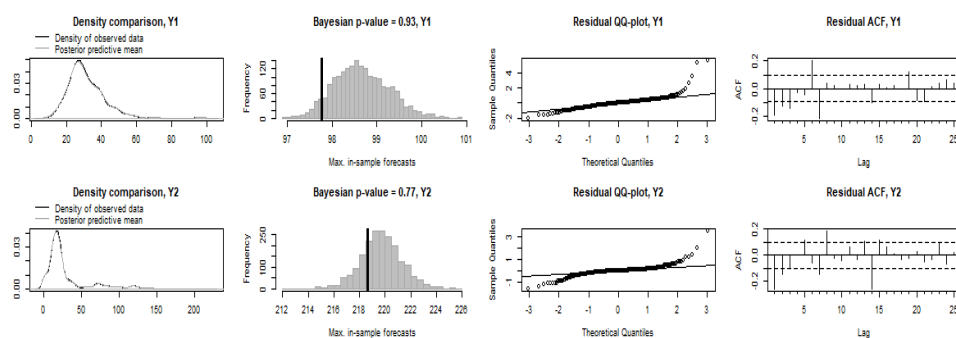 Density comparison, Y1
Density of observed data
Posterior predictive mean
0.00 0.03
0 20 40 60 80 100
Bayesian p-value = 0.93, Y1
Frequency
0 60 120
97 98 99 100 101
Max. in-sample forecasts
Residual QQ-plot, Y1
Sample Quantiles
-2 1 4
-3 -2 -1 0 1 2 3
Theoretical Quantiles
Residual ACF, Y1
ACF
-0.2 0.0 0.2
5 10 15 20 25
Lag
Density comparison, Y2
Density of observed data
Posterior predictive mean
0.00 0.03
0 50 100 150 200
Bayesian p-value = 0.77, Y2
Frequency
0 100 250
212 214 216 218 220 222 224 226
Max. in-sample forecasts
Residual QQ-plot, Y2
Sample Quantiles
-1 1 3
-3 -2 -1 0 1 2 3
Theoretical Quantiles
Residual ACF, Y2
ACF
-0.2 0.0 0.2
5 10 15 20 25
Lag